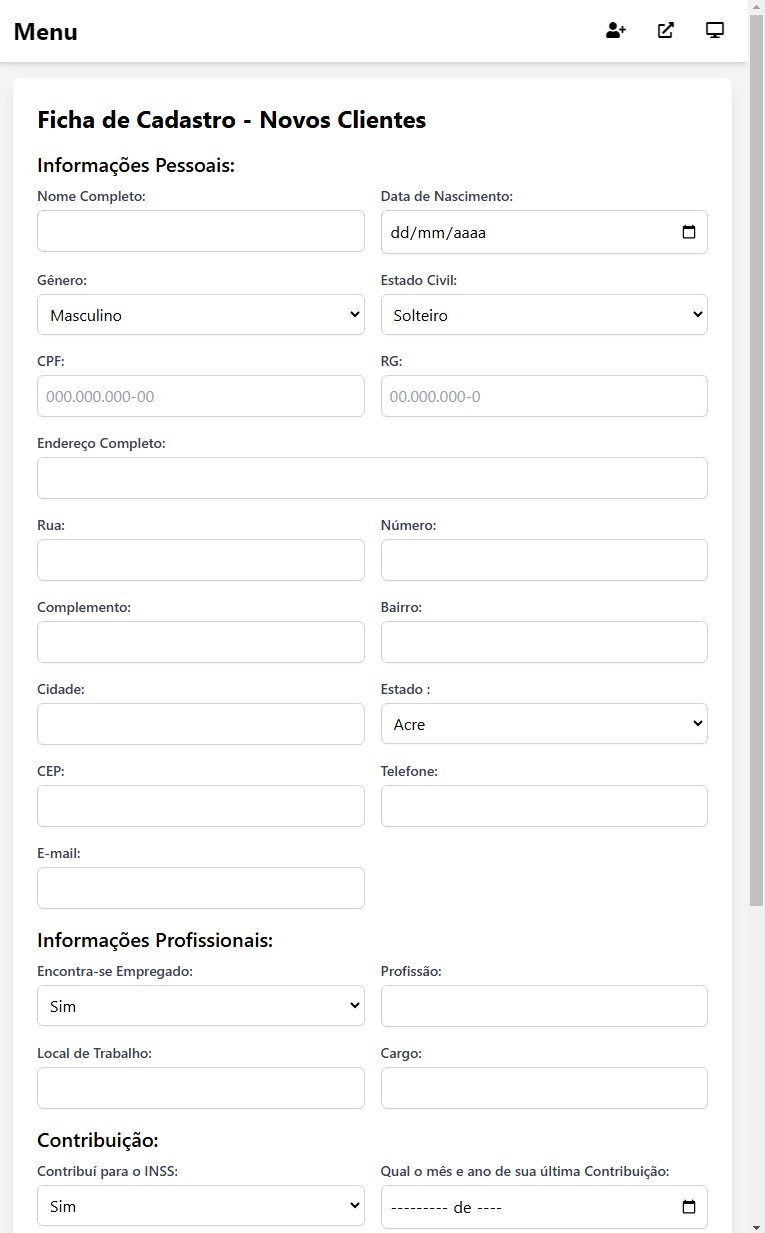 Menu
Ficha de Cadastro - Novos Clientes
Informações Pessoais:
Nome Completo: Data de Nascimento:
dd/mm/aaaa
Gênero: Estado Civil:
Masculino Solteiro
CPF: RG:
000.000.000-00 00.000.000-0
Endereço Completo:
Rua: Número:
Complemento: Bairro:
Cidade: Estado :
Acre
CEP: Telefone:
E-mail:
Informações Profissionais:
Encontra-se Empregado: Profissão:
Sim
Local de Trabalho: Cargo:
Contribuição:
Contribuí para o INSS: Qual o mês e ano de sua última Contribuição:
Sim --------- de ----